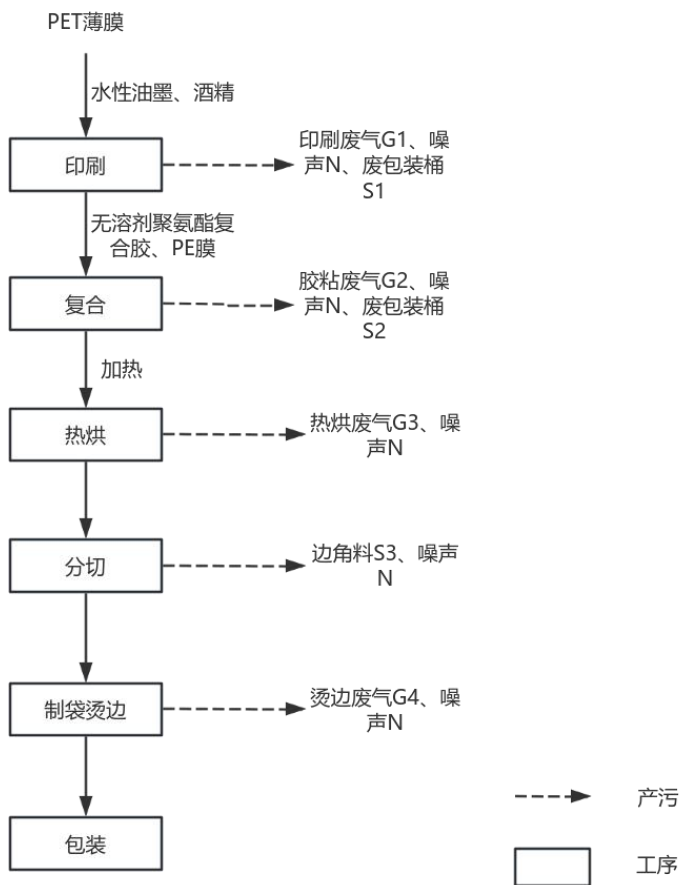 PET薄膜
水性油墨、酒精
印刷
印刷废气G1、噪
声N、废包装桶
S1
无溶剂聚氨酯复
合胶、PE膜
复合
胶粘废气G2、噪
声N、废包装桶
S2
加热
热烘
热烘废气G3、噪
声N
分切
边角料S3、噪声
N
制袋烫边
烫边废气G4、噪
声N
包装
产污
工序